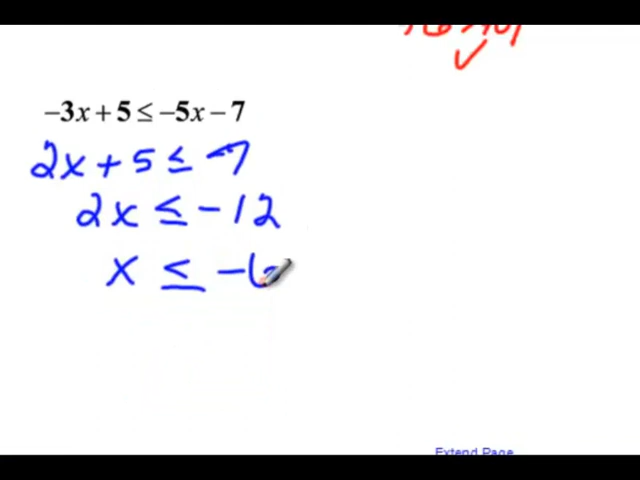 −3x + 5 ≤ −5x − 7
2x + 5 ≤ -7
2x ≤ -12
x ≤ -6
Extend Page